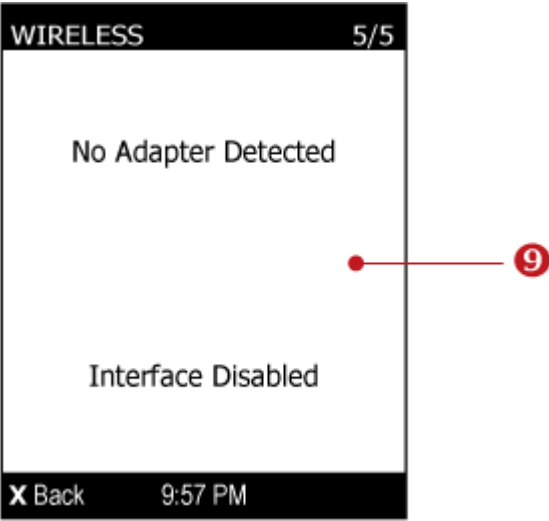 WIRELESS 5/5
No Adapter Detected
9
Interface Disabled
X Back 9:57 PM